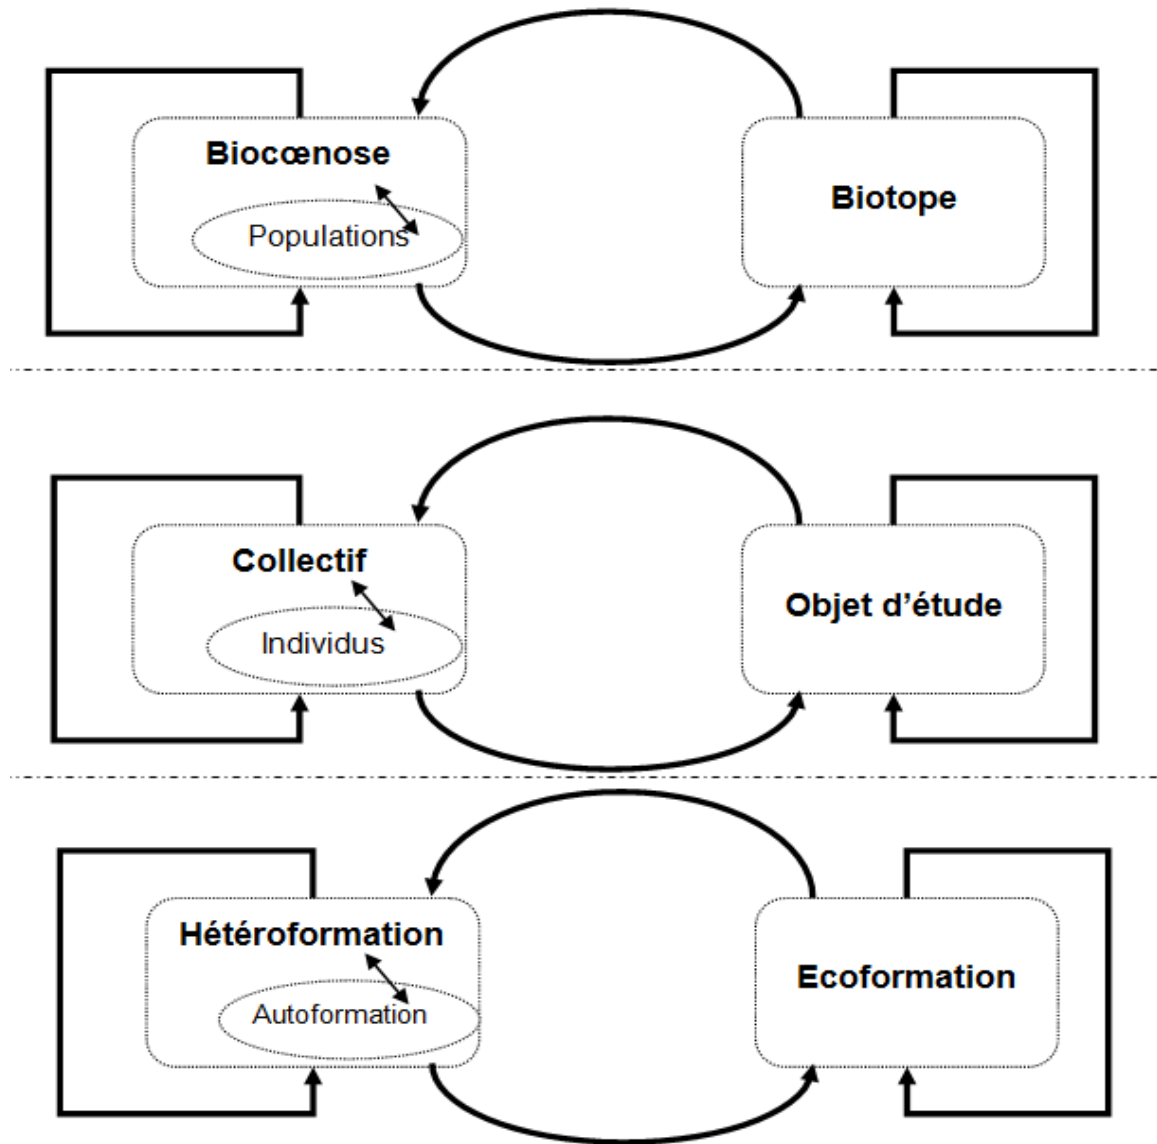 Biocœnose
Populations
Biotope
Collectif
Individus
Objet d’étude
Hétéroformation
Autoformation
Ecoformation